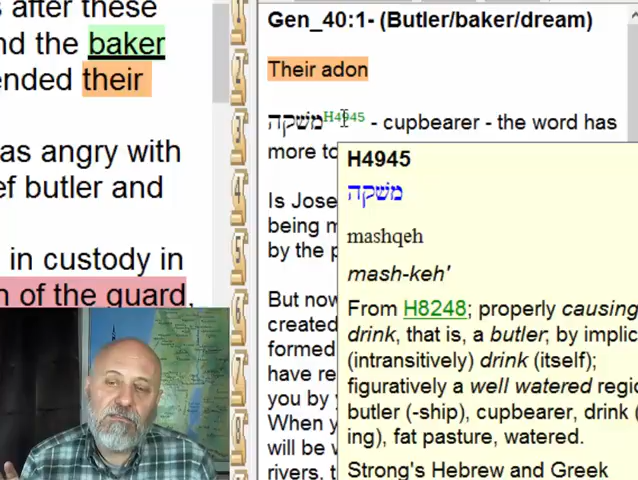 s after these
nd the baker
ended their
as angry with
ef butler and
in custody in
n of the guard,
Gen_40:1- (Butler/baker/dream)
Their adon
משקה H4945 - cupbearer - the word has
more to
Is Jose
being m
by the p
But now
created
formed
have re
you by
When y
will be
rivers, t
H4945
משׁקה
mashqeh
mash-keh'
From H8248; properly causing
drink, that is, a butler; by implic
(intransitively) drink (itself);
figuratively a well watered regi
butler (-ship), cupbearer, drink (
ing), fat pasture, watered.
Strong's Hebrew and Greek